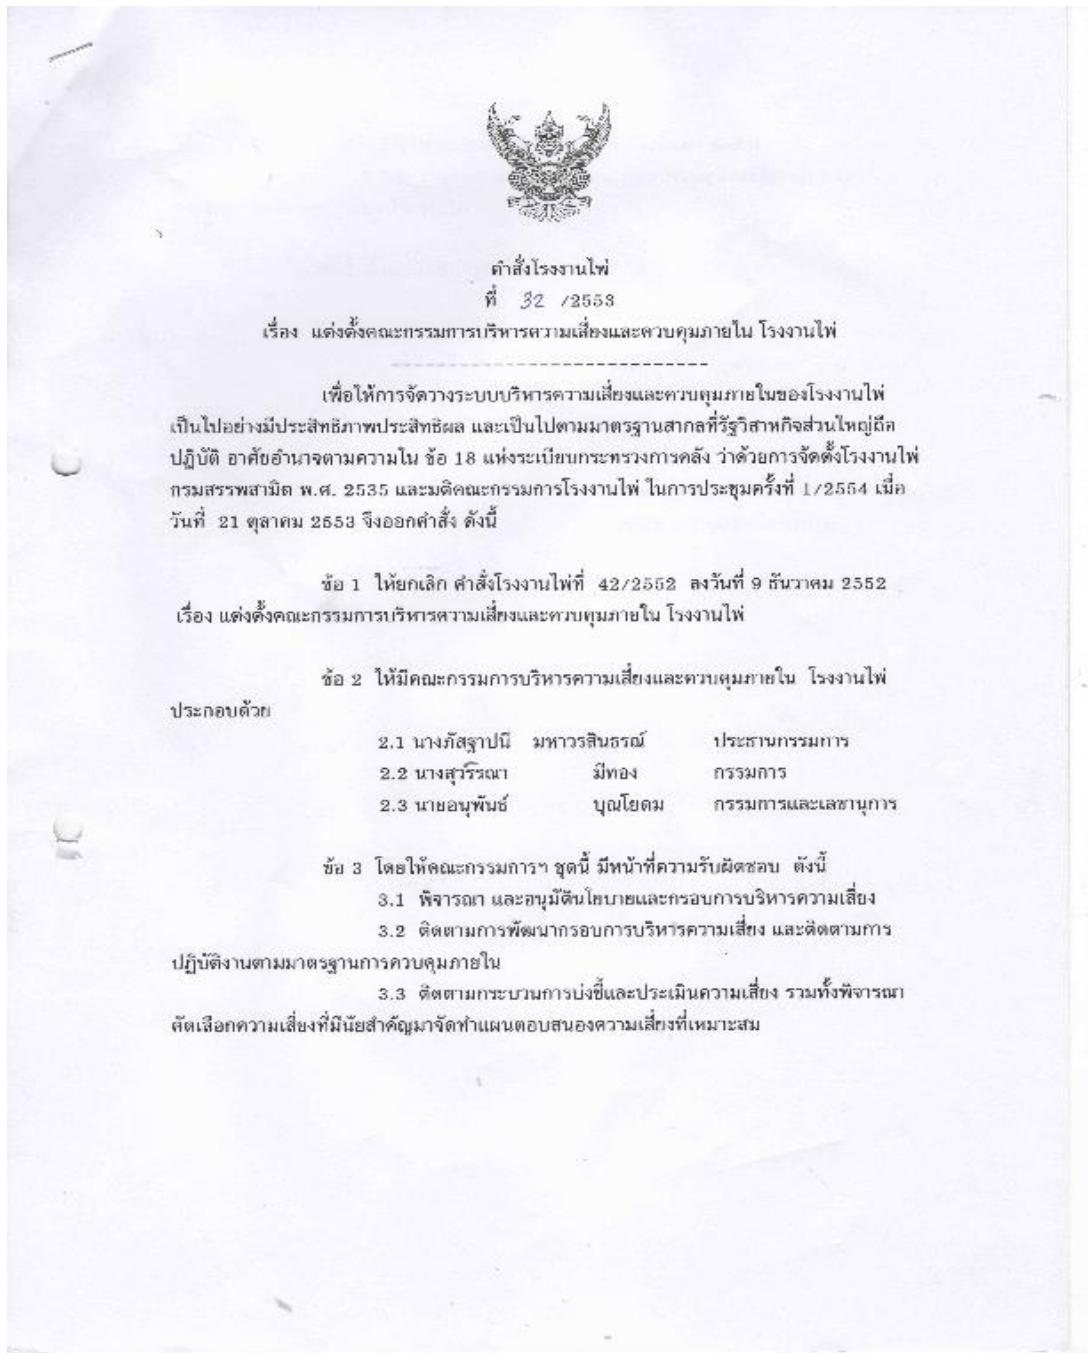 คำสั่งโรงงานไพ่
ที่ 32 /2553
เรื่อง แต่งตั้งคณะกรรมการบริหารความเสี่ยงและควบคุมภายใน โรงงานไพ่
-----------------------------
เพื่อให้การจัดวางระบบบริหารความเสี่ยงและควบคุมภายในของโรงงานไพ่
เป็นไปอย่างมีประสิทธิภาพประสิทธิผล และเป็นไปตามมาตรฐานสากลที่รัฐวิสาหกิจส่วนใหญ่ถือ
ปฏิบัติ อาศัยอำนาจตามความใน ข้อ 18 แห่งระเบียบกระทรวงการคลัง ว่าด้วยการจัดตั้งโรงงานไพ่
กรมสรรพสามิต พ.ศ. 2535 และมติคณะกรรมการโรงงานไพ่ ในการประชุมครั้งที่ 1/2554 เมื่อ
วันที่ 21 ตุลาคม 2553 จึงออกคำสั่ง ดังนี้
ข้อ 1 ให้ยกเลิก คำสั่งโรงงานไพ่ที่ 42/2552 ลงวันที่ 9 ธันวาคม 2552
เรื่อง แต่งตั้งคณะกรรมการบริหารความเสี่ยงและควบคุมภายใน โรงงานไพ่
ข้อ 2 ให้มีคณะกรรมการบริหารความเสี่ยงและควบคุมภายใน โรงงานไพ่
ประกอบด้วย
2.1 นางภัสฐาปนี มหาวรสินธรณ์ ประธานกรรมการ
2.2 นางสุวรรณา มีทอง กรรมการ
2.3 นายอนุพันธ์ บุณโยดม กรรมการและเลขานุการ
ข้อ 3 โดยให้คณะกรรมการฯ ชุดนี้ มีหน้าที่ความรับผิดชอบ ดังนี้
3.1 พิจารณา และอนุมัตินโยบายและกรอบการบริหารความเสี่ยง
3.2 ติดตามการพัฒนากรอบการบริหารความเสี่ยง และติดตามการ
ปฏิบัติงานตามมาตรฐานการควบคุมภายใน
3.3 ติดตามกระบวนการบ่งชี้และประเมินความเสี่ยง รวมทั้งพิจารณา
คัดเลือกความเสี่ยงที่มีนัยสำคัญมาจัดทำแผนตอบสนองความเสี่ยงที่เหมาะสม